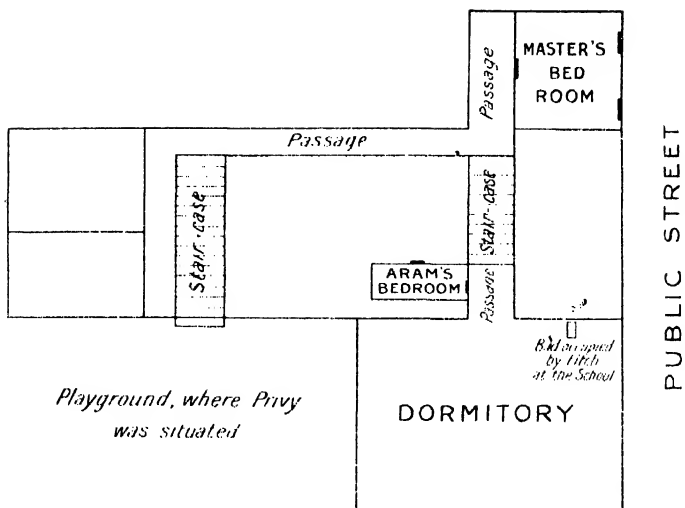 Passage
MASTER'S
BED
ROOM
PUBLIC STREET
Passage
Stair-case
Stair-case
ARAM'S
BEDROOM
Passage
Bed occupied
by Fitch
at the School
Playground, where Privy
was situated
DORMITORY